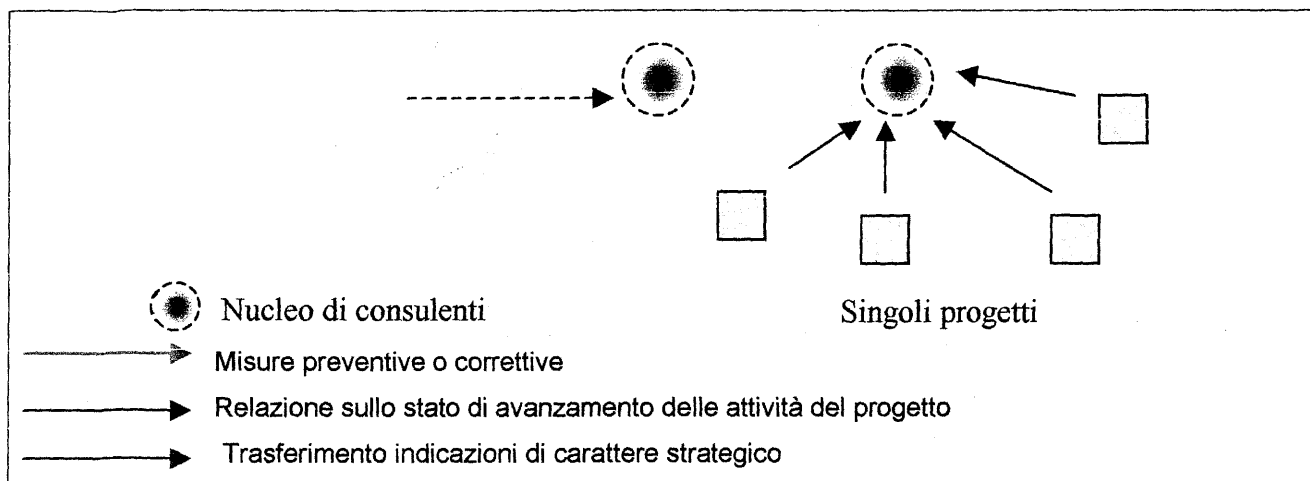 Nucleo di consulenti
Singoli progetti
Misure preventive o correttive
Relazione sullo stato di avanzamento delle attività del progetto
Trasferimento indicazioni di carattere strategico